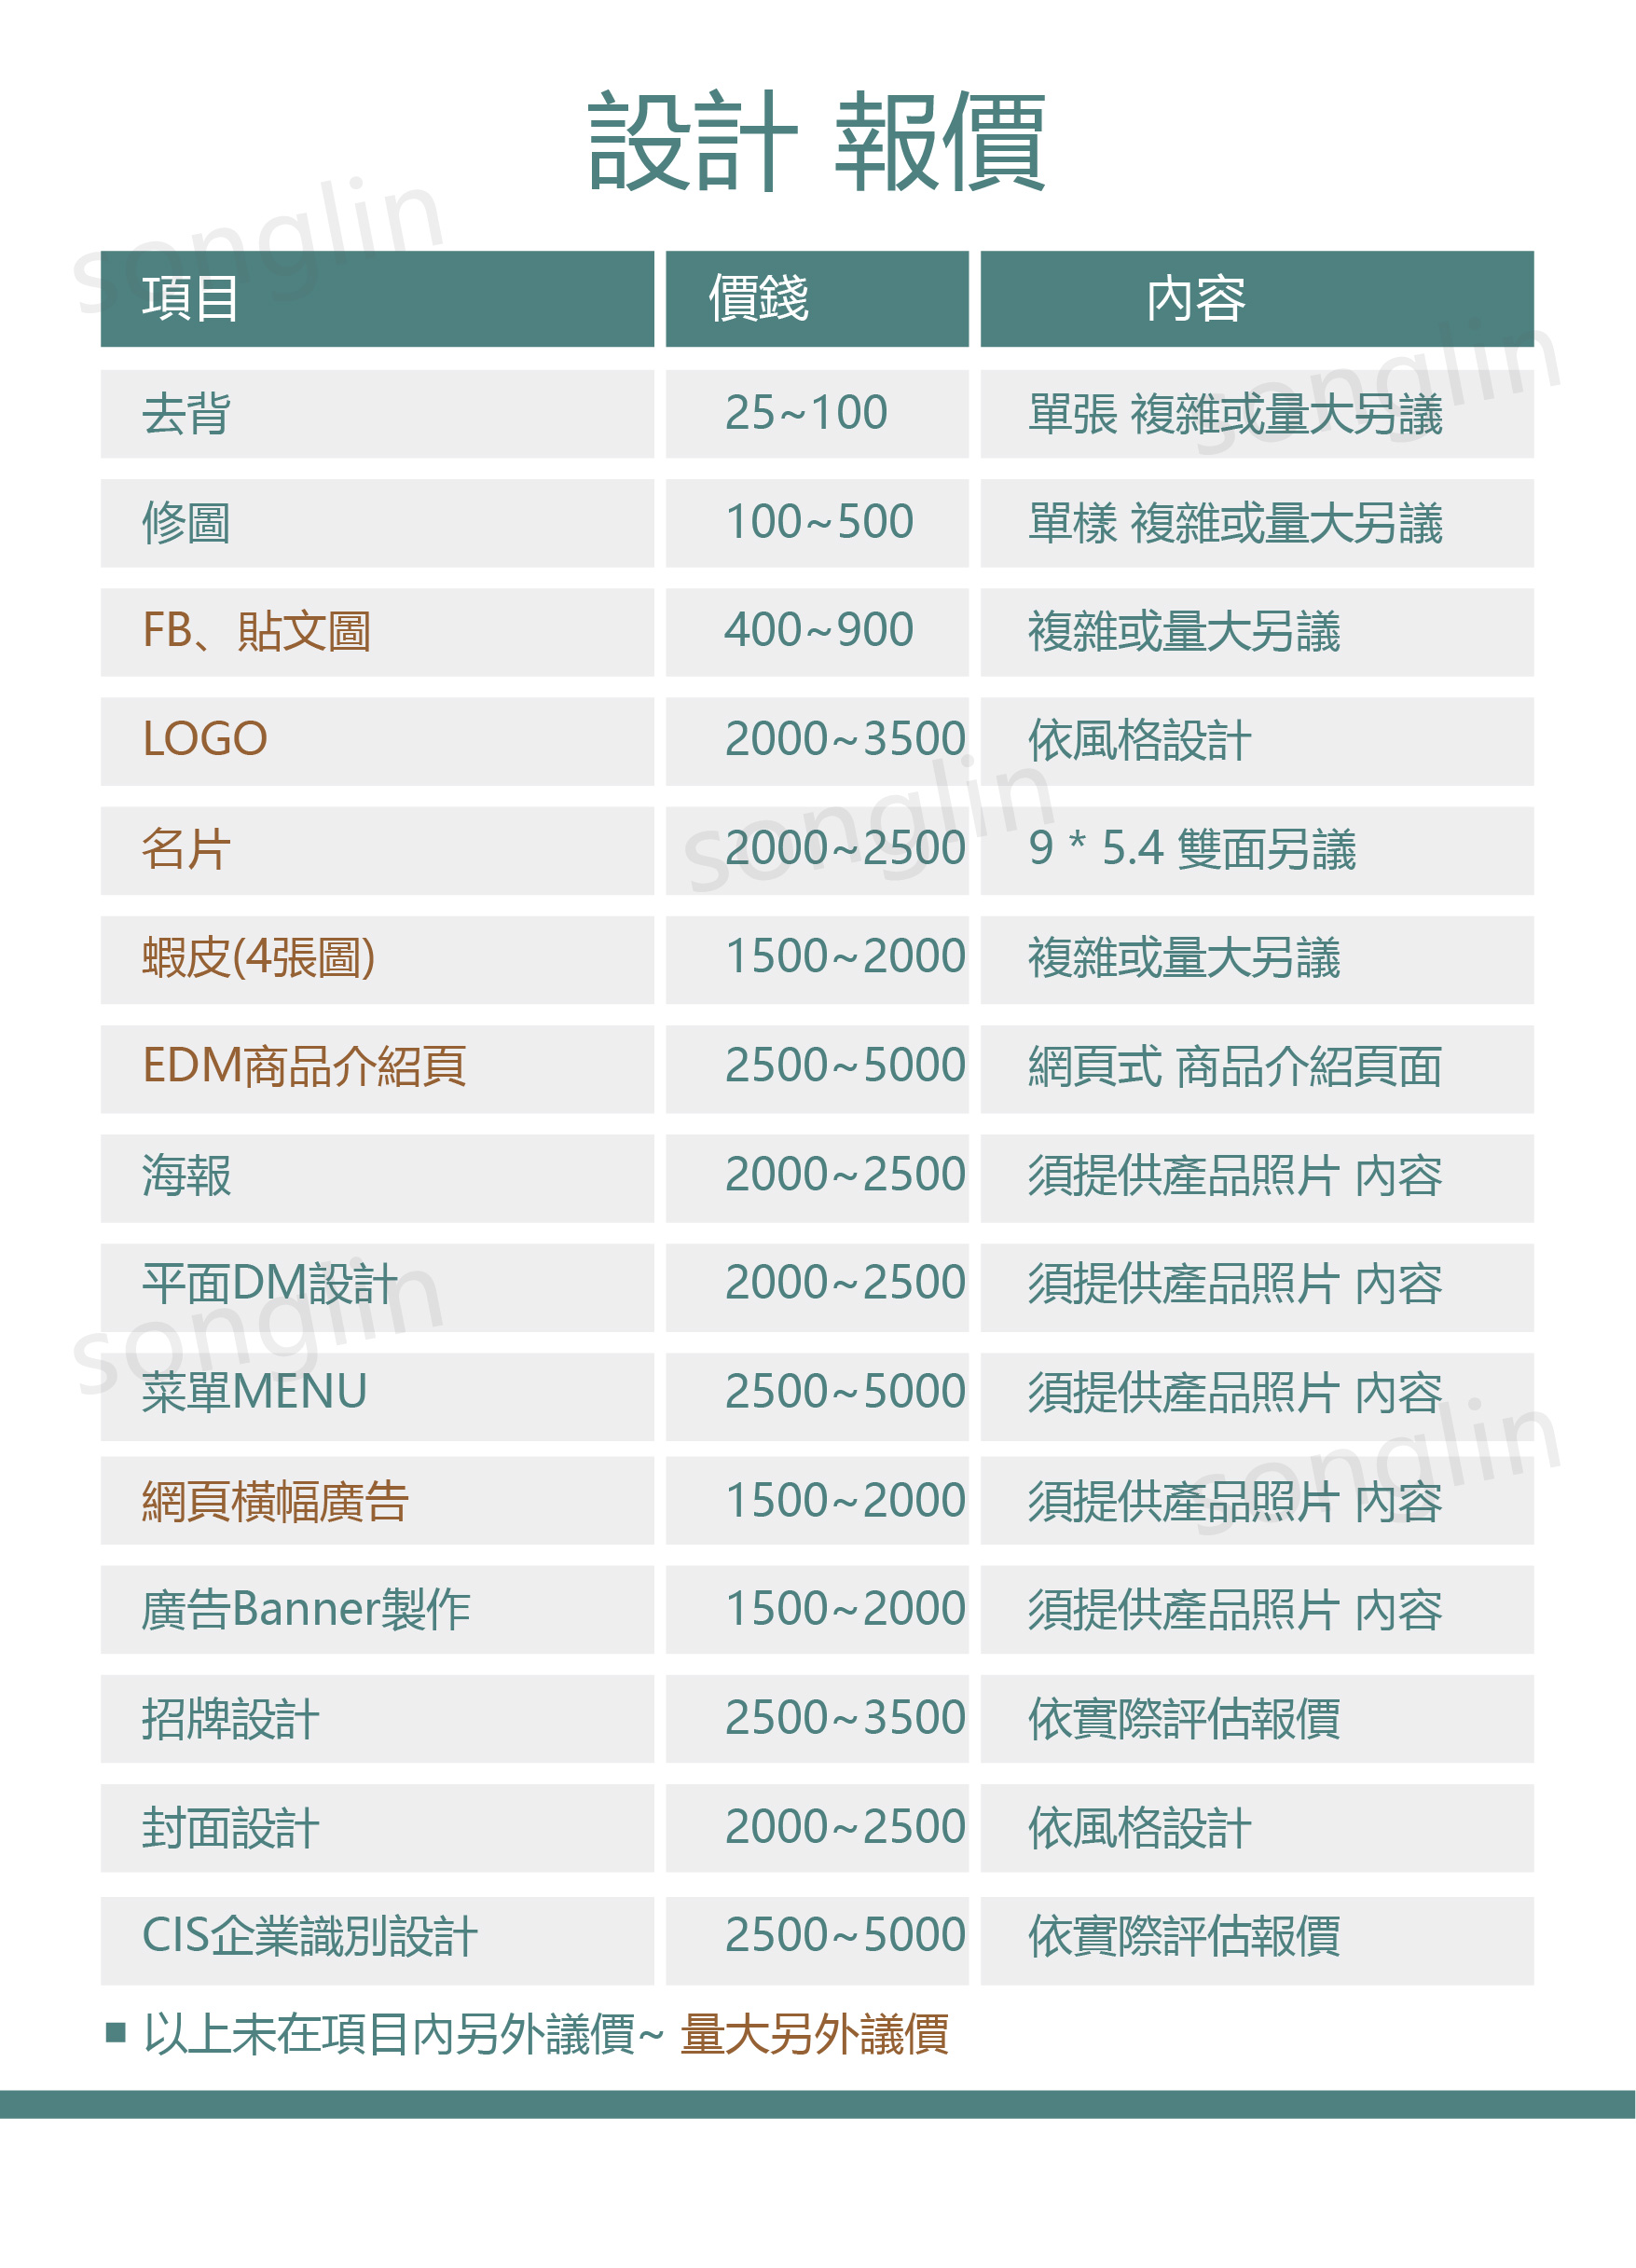 設計 報價
項目 價錢 內容
去背 25~100 單張 複雜或量大另議
修圖 100~500 單樣 複雜或量大另議
FB、貼文圖 400~900 複雜或量大另議
LOGO 2000~3500 依風格設計
名片 2000~2500 9 * 5.4 雙面另議
蝦皮(4張圖) 1500~2000 複雜或量大另議
EDM商品介紹頁 2500~5000 網頁式 商品介紹頁面
海報 2000~2500 須提供產品照片 內容
平面DM設計 2000~2500 須提供產品照片 內容
菜單MENU 2500~5000 須提供產品照片 內容
網頁橫幅廣告 1500~2000 須提供產品照片 內容
廣告Banner製作 1500~2000 須提供產品照片 內容
招牌設計 2500~3500 依實際評估報價
封面設計 2000~2500 依風格設計
CIS企業識別設計 2500~5000 依實際評估報價
■ 以上未在項目內另外議價~ 量大另外議價
songlin
songlin
songlin
songlin
songlin